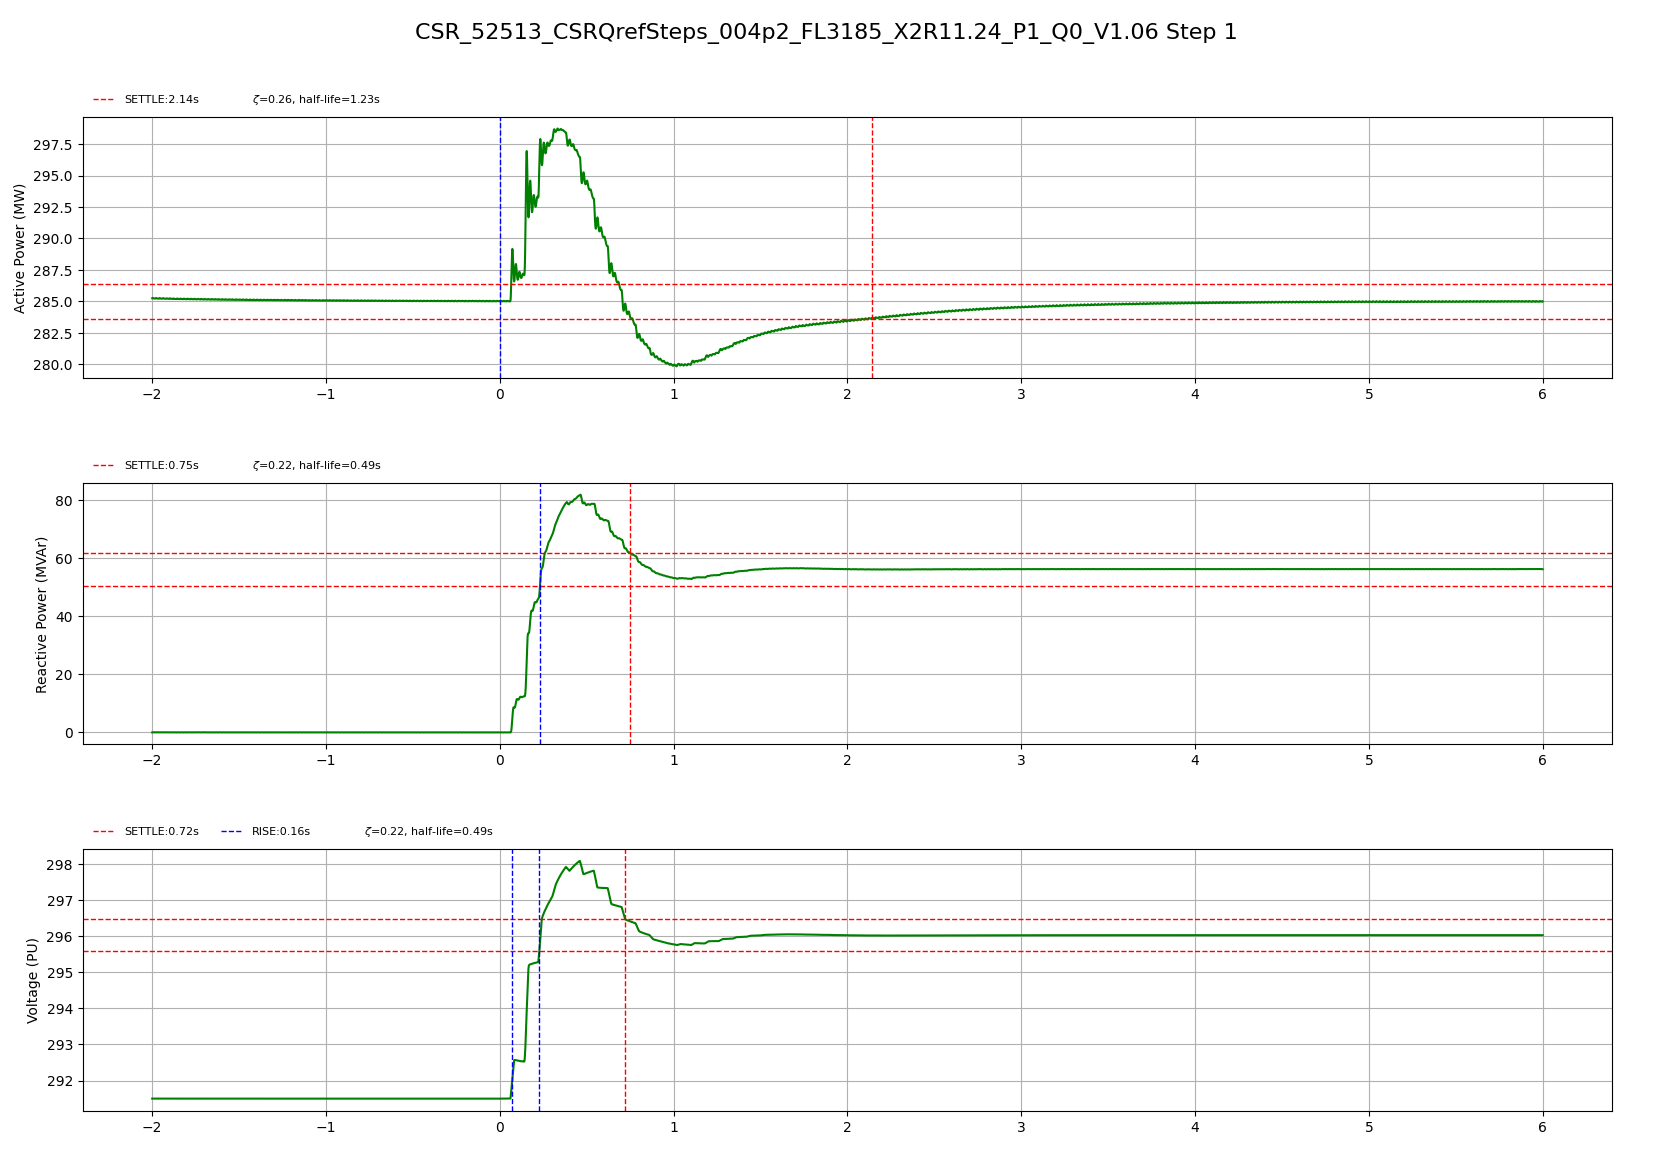 CSR_52513_CSRQrefSteps_004p2_FL3185_X2R11.24_P1_Q0_V1.06 Step 1
SETTLE:2.14s ζ=0.26, half-life=1.23s
Active Power (MW)
297.5
295.0
292.5
290.0
287.5
285.0
282.5
280.0
−2 −1 0 1 2 3 4 5 6
SETTLE:0.75s ζ=0.22, half-life=0.49s
Reactive Power (MVAr)
80
60
40
20
0
−2 −1 0 1 2 3 4 5 6
SETTLE:0.72s RISE:0.16s ζ=0.22, half-life=0.49s
Voltage (PU)
298
297
296
295
294
293
292
−2 −1 0 1 2 3 4 5 6